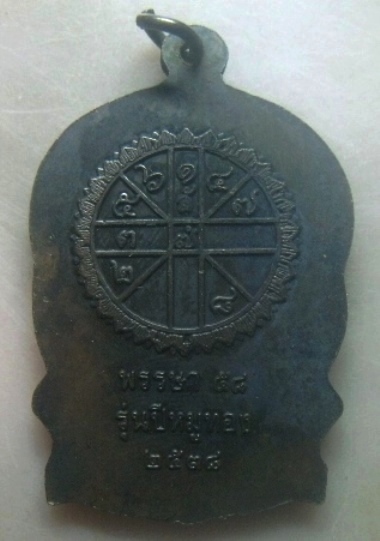 ๖ ๑ ๔
๕ ๗
๓
๒ ๘
พรรษา ๕๘
รุ่นปีหมูทอง
๒๕๓๘